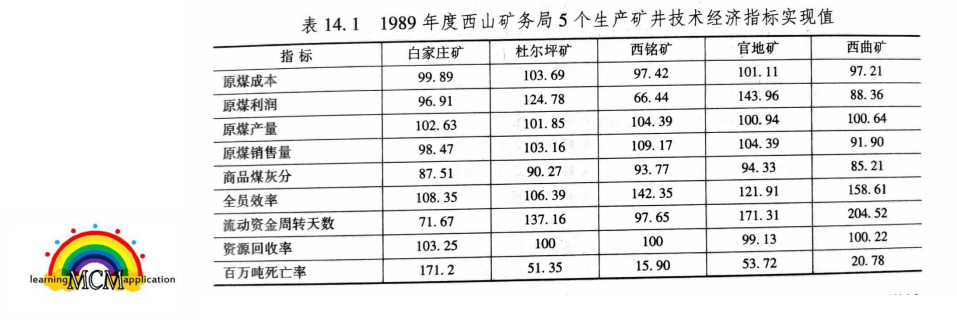 表 14.1 1989 年度西山矿务局 5 个生产矿井技术经济指标实现值
指标 白家庄矿 杜尔坪矿 西铭矿 官地矿 西曲矿
原煤成本 99.89 103.69 97.42 101.11 97.21
原煤利润 96.91 124.78 66.44 143.96 88.36
原煤产量 102.63 101.85 104.39 100.94 100.64
原煤销售量 98.47 103.16 109.17 104.39 91.90
商品煤灰分 87.51 90.27 93.77 94.33 85.21
全员效率 108.35 106.39 142.35 121.91 158.61
流动资金周转天数 71.67 137.16 97.65 171.31 204.52
资源回收率 103.25 100 100 99.13 100.22
百万吨死亡率 171.2 51.35 15.90 53.72 20.78
learning MCM application